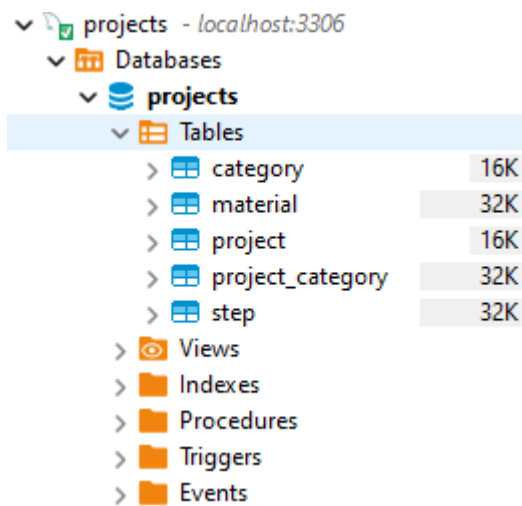 projects - localhost:3306
Databases
projects
Tables
category 16K
material 32K
project 16K
project_category 32K
step 32K
Views
Indexes
Procedures
Triggers
Events